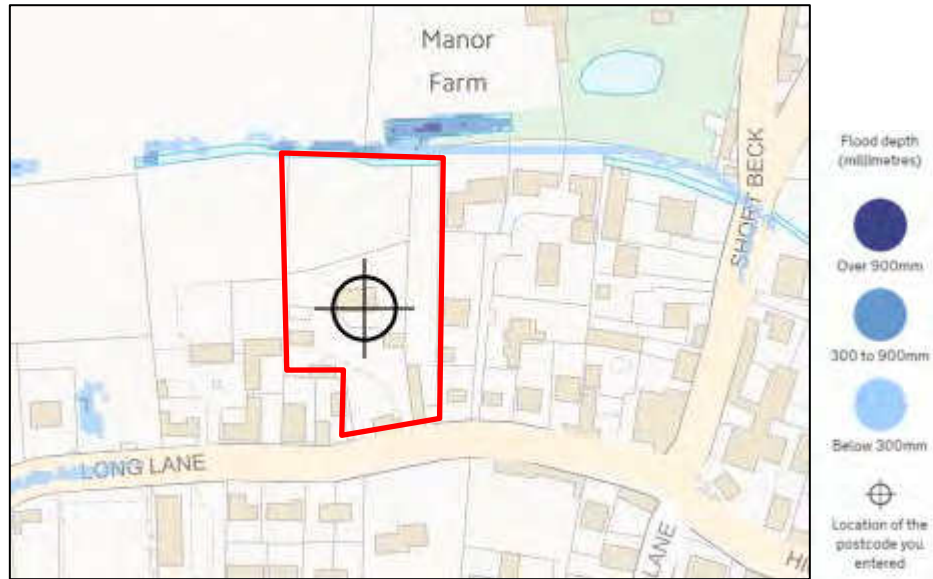 Manor
Farm
SHORT BECK
LONG LANE
LANE
HI
Flood depth
(millimetres)
Over 900mm
300 to 900mm
Below 300mm
Location of the
postcode you
entered